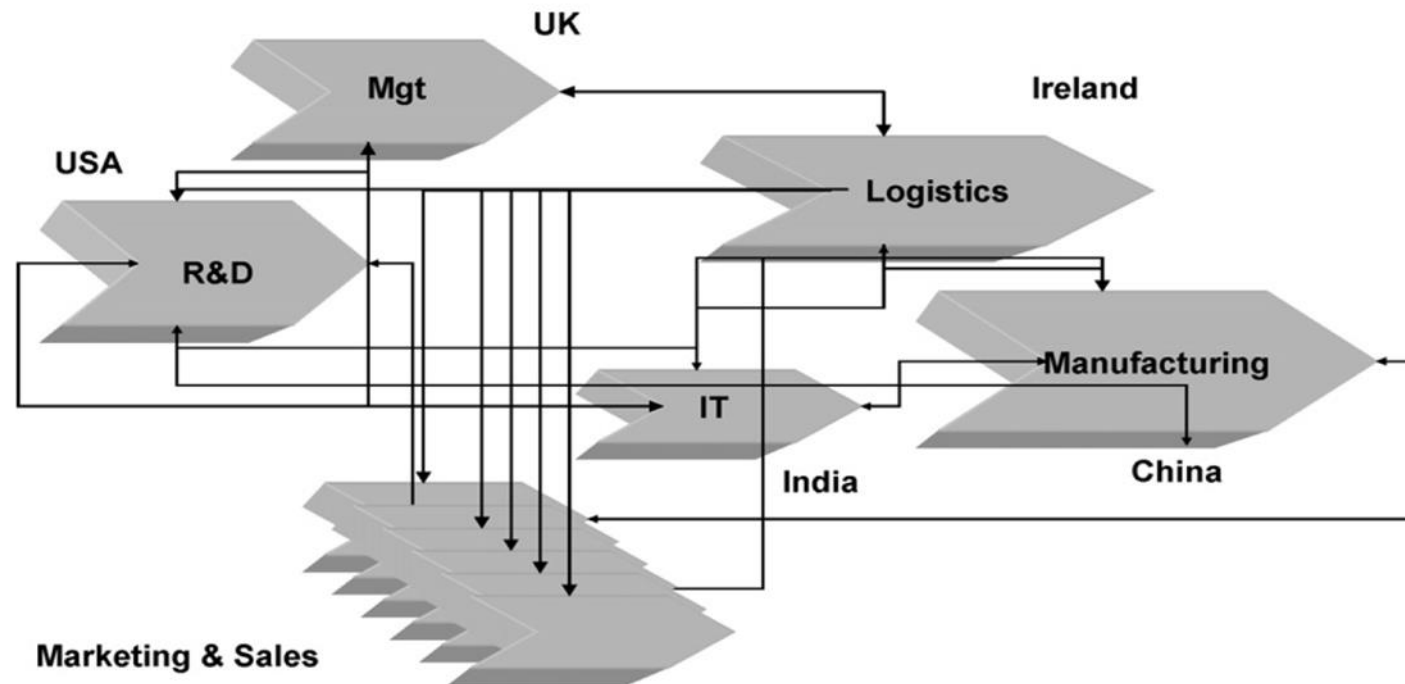 UK
Mgt
Ireland
USA
Logistics
R&D
Manufacturing
IT
China
India
Marketing & Sales